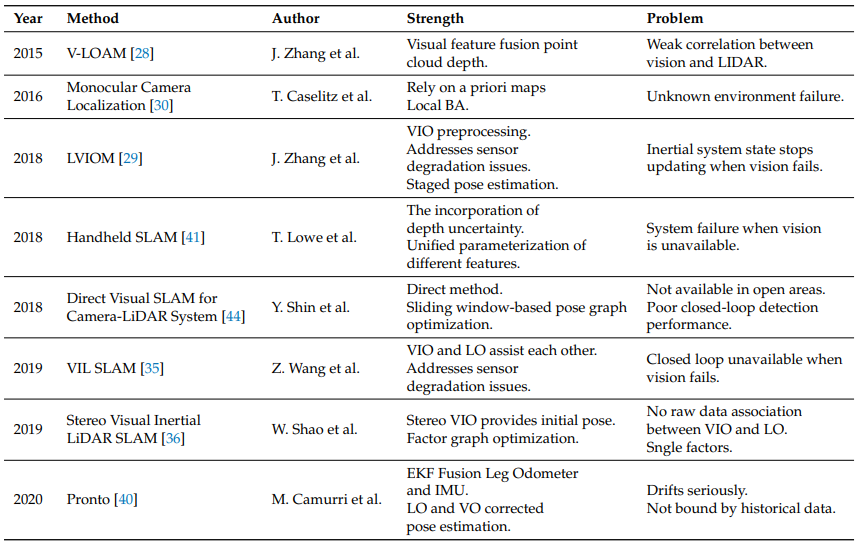 Year Method Author Strength Problem
2015 V-LOAM [28] J. Zhang et al. Visual feature fusion point cloud depth. Weak correlation between vision and LIDAR.
2016 Monocular Camera Localization [30] T. Caselitz et al. Rely on a priori maps Local BA. Unknown environment failure.
2018 LVIOM [29] J. Zhang et al. VIO preprocessing. Addresses sensor degradation issues. Staged pose estimation. Inertial system state stops updating when vision fails.
2018 Handheld SLAM [41] T. Lowe et al. The incorporation of depth uncertainty. Unified parameterization of different features. System failure when vision is unavailable.
2018 Direct Visual SLAM for Camera-LiDAR System [44] Y. Shin et al. Direct method. Sliding window-based pose graph optimization. Not available in open areas. Poor closed-loop detection performance.
2019 VIL SLAM [35] Z. Wang et al. VIO and LO assist each other. Addresses sensor degradation issues. Closed loop unavailable when vision fails.
2019 Stereo Visual Inertial LiDAR SLAM [36] W. Shao et al. Stereo VIO provides initial pose. Factor graph optimization. No raw data association between VIO and LO. Sngle factors.
2020 Pronto [40] M. Camurri et al. EKF Fusion Leg Odometer and IMU. LO and VO corrected pose estimation. Drifts seriously. Not bound by historical data.